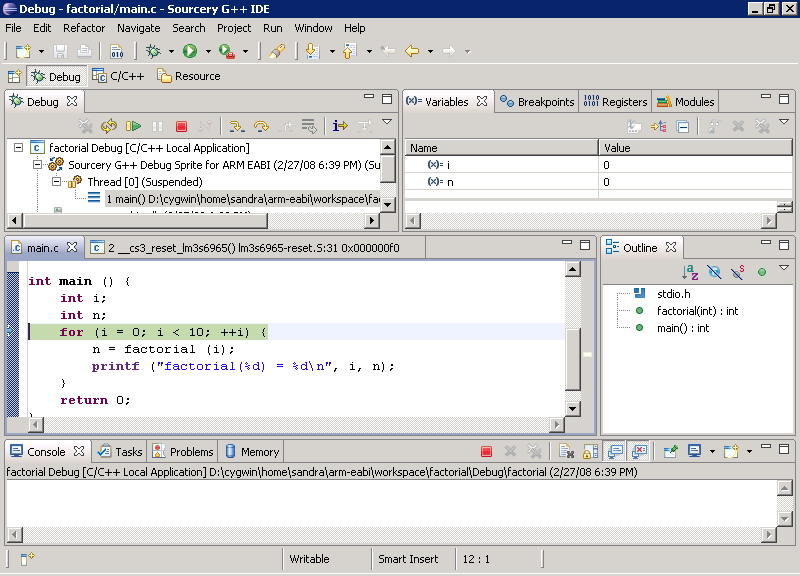 Debug - factorial/main.c - Sourcery G++ IDE
File Edit Refactor Navigate Search Project Run Window Help
Debug C/C++ Resource
Debug
factorial Debug [C/C++ Local Application]
Sourcery G++ Debug Sprite for ARM EABI (2/27/08 6:39 PM) (Su
Thread [0] (Suspended)
1 main() D:\cygwin\home\sandra\arm-eabi\workspace\fa
(x)= Variables Breakpoints 1010 0101 Registers Modules
Name Value
(x)= i 0
(x)= n 0
main.c 2 __cs3_reset_lm3s6965() lm3s6965-reset.S:31 0x000000f0
int main () {
int i;
int n;
for (i = 0; i < 10; ++i) {
n = factorial (i);
printf ("factorial(%d) = %d\n", i, n);
}
return 0;
Outline
stdio.h
factorial(int) : int
main() : int
Console Tasks Problems Memory
factorial Debug [C/C++ Local Application] D:\cygwin\home\sandra\arm-eabi\workspace\factorial\Debug\factorial (2/27/08 6:39 PM)
Writable Smart Insert 12 : 1